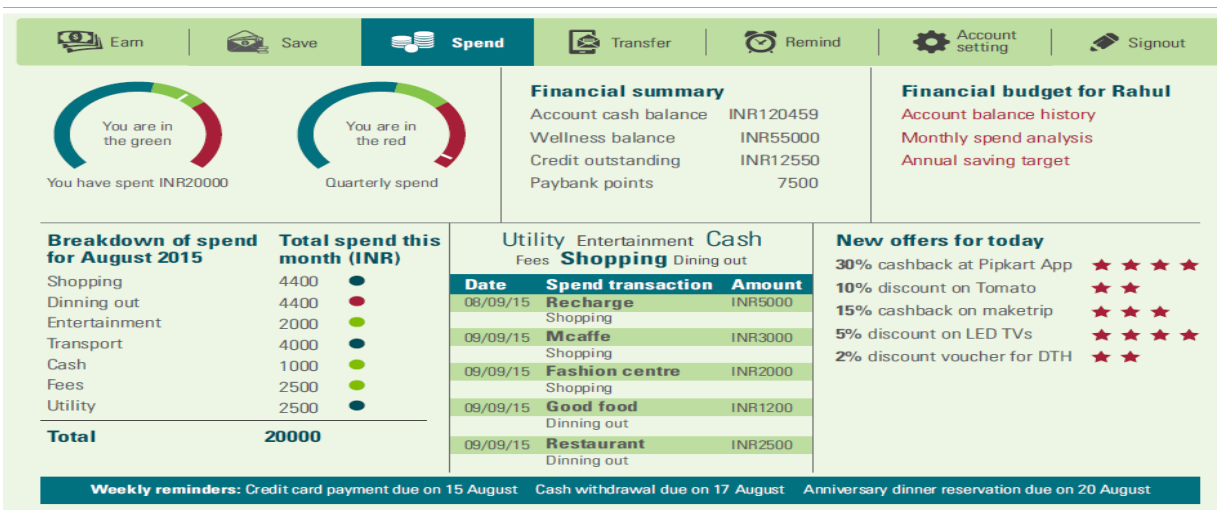 Earn
Save
Spend
Transfer
Remind
Account
setting
Signout
You are in
the green
You have spent INR20000
You are in
the red
Quarterly spend
Financial summary
Account cash balance INR120459
Wellness balance INR55000
Credit outstanding INR12550
Paybank points 7500
Financial budget for Rahul
Account balance history
Monthly spend analysis
Annual saving target
Breakdown of spend
for August 2015
Total spend this
month (INR)
Shopping 4400
Dinning out 4400
Entertainment 2000
Transport 4000
Cash 1000
Fees 2500
Utility 2500
Total 20000
Utility Entertainment Cash
Fees Shopping Dining out
Date Spend transaction Amount
08/09/15 Recharge INR5000
Shopping
09/09/15 Mcaffe INR3000
Shopping
09/09/15 Fashion centre INR2000
Shopping
09/09/15 Good food INR1200
Dinning out
09/09/15 Restaurant INR2500
Dinning out
New offers for today
30% cashback at Pipkart App
10% discount on Tomato
15% cashback on maketrip
5% discount on LED TVs
2% discount voucher for DTH
Weekly reminders: Credit card payment due on 15 August Cash withdrawal due on 17 August Anniversary dinner reservation due on 20 August